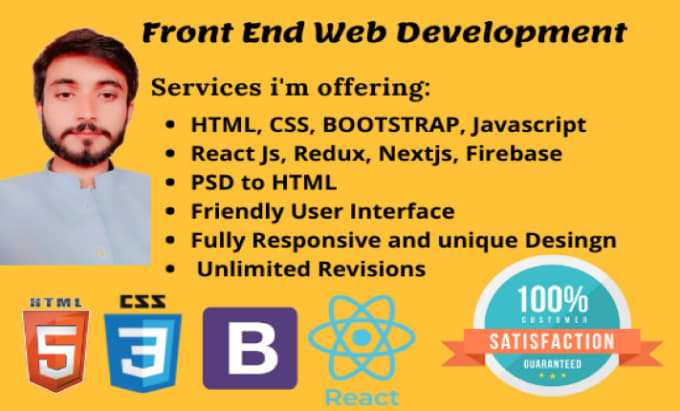 Front End Web Development
Services i'm offering:
• HTML, CSS, BOOTSTRAP, Javascript
• React Js, Redux, Nextjs, Firebase
• PSD to HTML
• Friendly User Interface
• Fully Responsive and unique Desingn
• Unlimited Revisions
HTML
5
CSS
3
B
React
100%
CUSTOMER
SATISFACTION
GUARANTEED